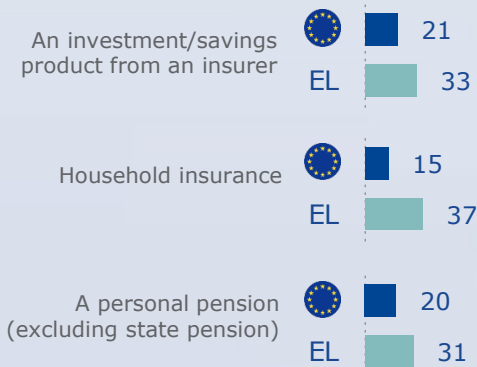 An investment/savings
product from an insurer
21
EL 33
Household insurance
15
EL 37
A personal pension
(excluding state pension)
20
EL 31